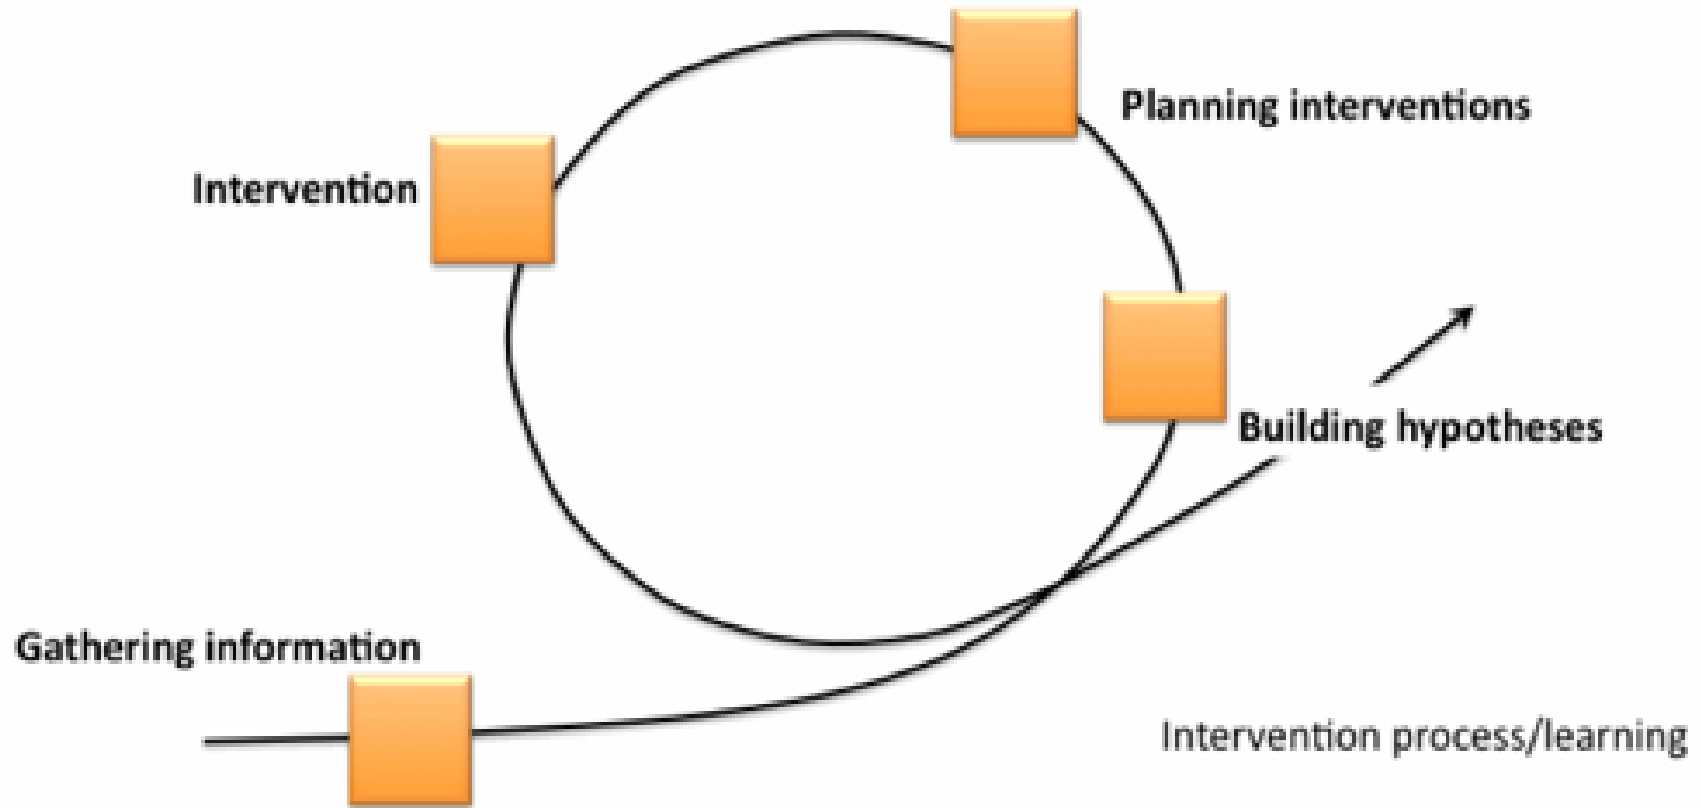 Planning interventions
Intervention
Building hypotheses
Gathering information
Intervention process/learning